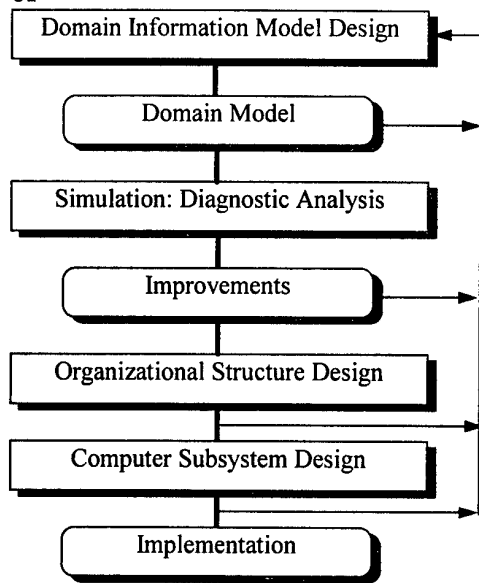 Domain Information Model Design
Domain Model
Simulation: Diagnostic Analysis
Improvements
Organizational Structure Design
Computer Subsystem Design
Implementation